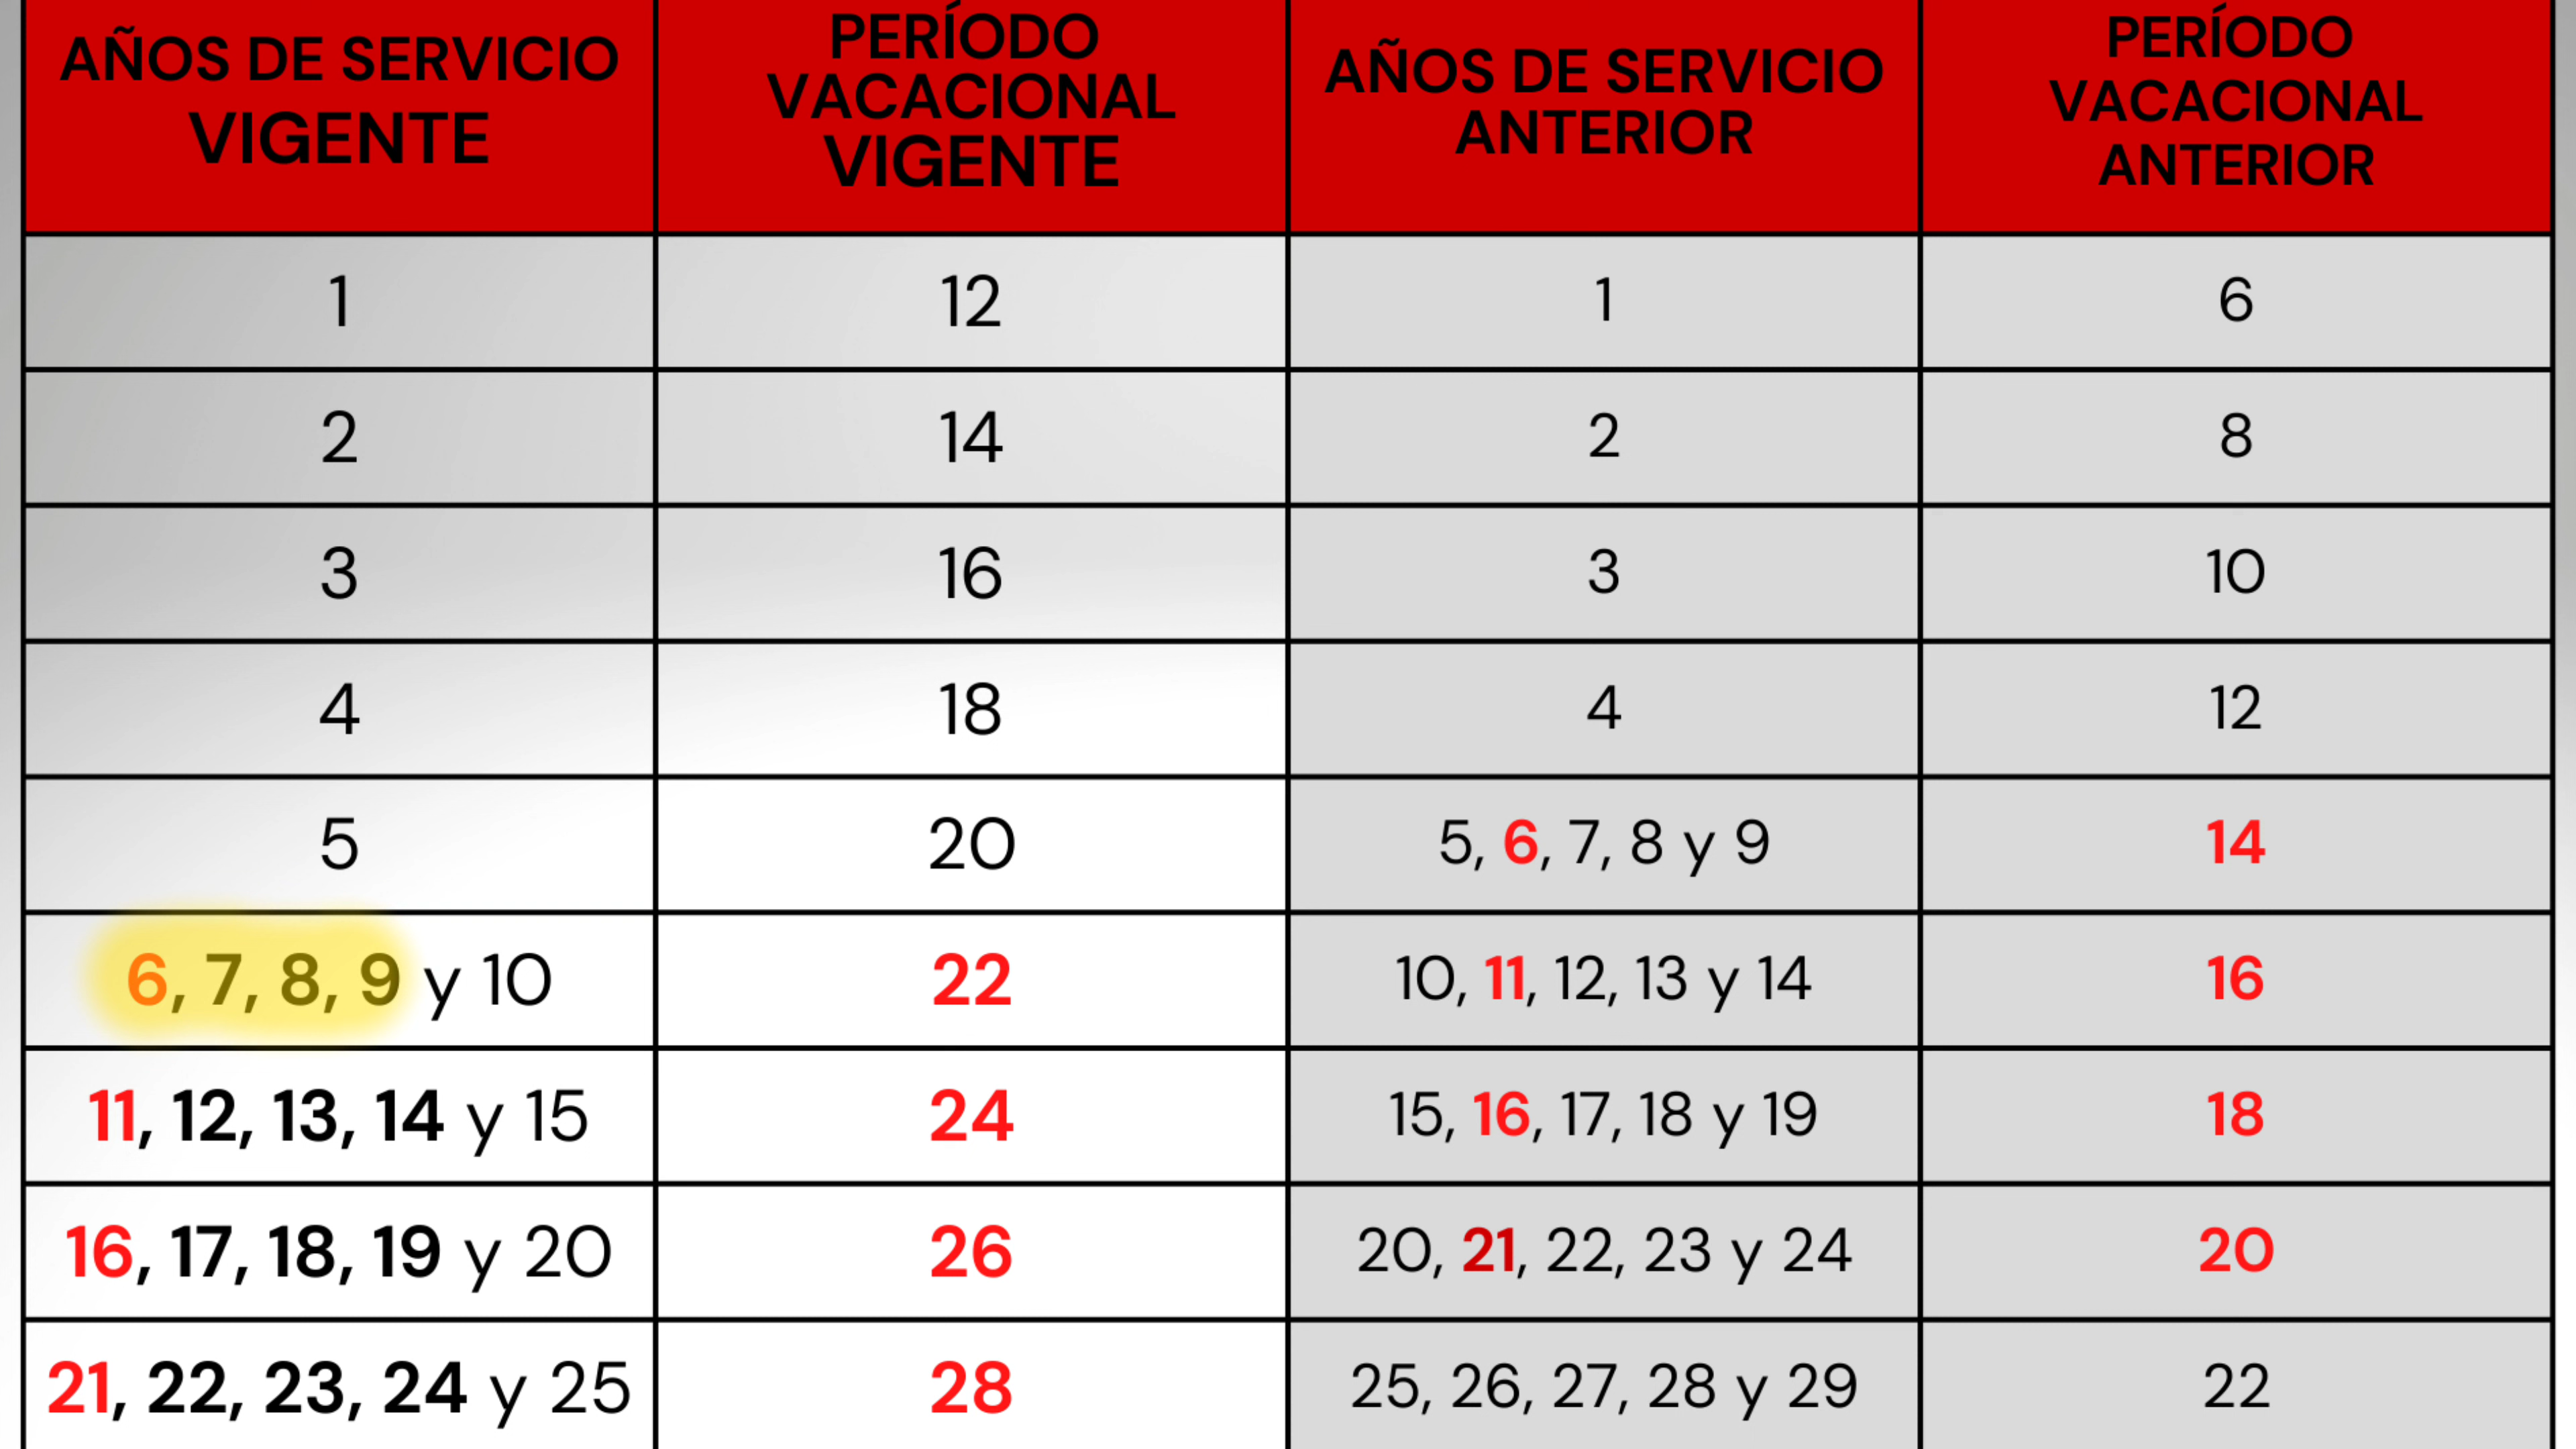 AÑOS DE SERVICIO
VIGENTE
PERÍODO
VACACIONAL
VIGENTE
AÑOS DE SERVICIO
ANTERIOR
PERÍODO
VACACIONAL
ANTERIOR
1 12 1 6
2 14 2 8
3 16 3 10
4 18 4 12
5 20 5, 6, 7, 8 y 9 14
6, 7, 8, 9 y 10 22 10, 11, 12, 13 y 14 16
11, 12, 13, 14 y 15 24 15, 16, 17, 18 y 19 18
16, 17, 18, 19 y 20 26 20, 21, 22, 23 y 24 20
21, 22, 23, 24 y 25 28 25, 26, 27, 28 y 29 22